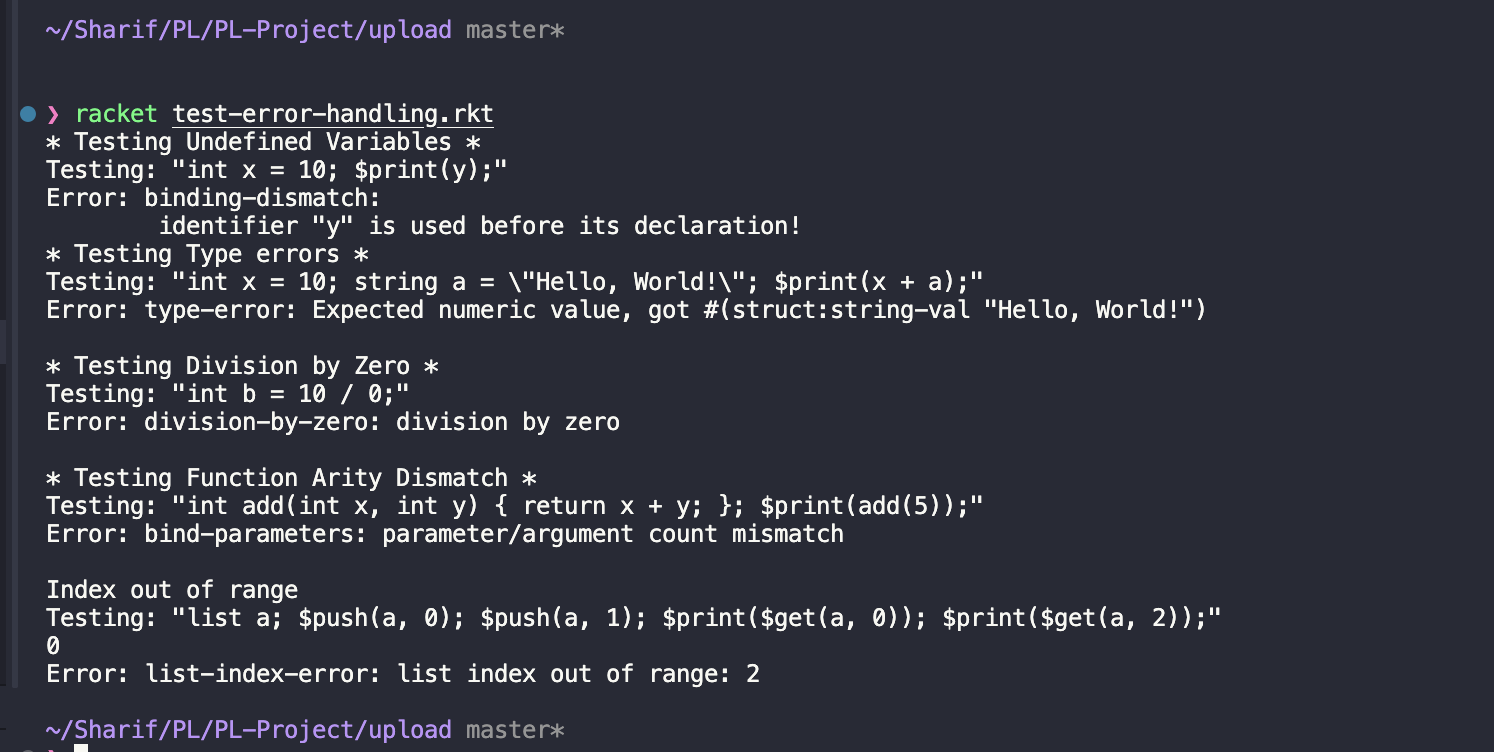 ~/Sharif/PL/PL-Project/upload master*
❯ racket test-error-handling.rkt
* Testing Undefined Variables *
Testing: "int x = 10; $print(y);"
Error: binding-dismatch:
        identifier "y" is used before its declaration!
* Testing Type errors *
Testing: "int x = 10; string a = \"Hello, World!\"; $print(x + a);"
Error: type-error: Expected numeric value, got #(struct:string-val "Hello, World!")
* Testing Division by Zero *
Testing: "int b = 10 / 0;"
Error: division-by-zero: division by zero
* Testing Function Arity Dismatch *
Testing: "int add(int x, int y) { return x + y; }; $print(add(5));"
Error: bind-parameters: parameter/argument count mismatch
Index out of range
Testing: "list a; $push(a, 0); $push(a, 1); $print($get(a, 0)); $print($get(a, 2));"
0
Error: list-index-error: list index out of range: 2
~/Sharif/PL/PL-Project/upload master*